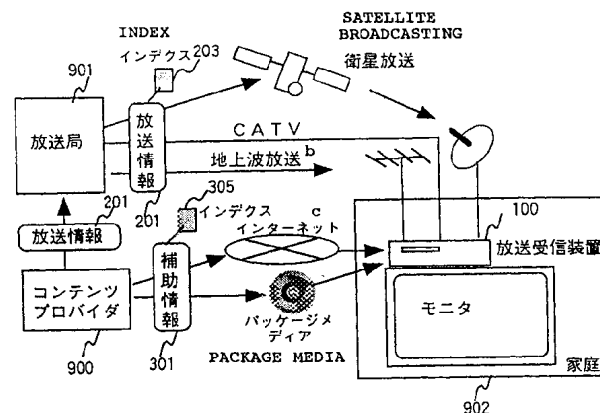 SATELLITE
BROADCASTING
衛星放送
INDEX
インデクス
203
901
放送局
放送情報
201
CATV
地上波放送 b
305
インデクス
c
インターネット
201
放送情報
コンテンツ
プロバイダ
900
補助情報
301
パッケージメ
ディア
PACKAGE MEDIA
100
放送受信装置
モニタ
家庭
902